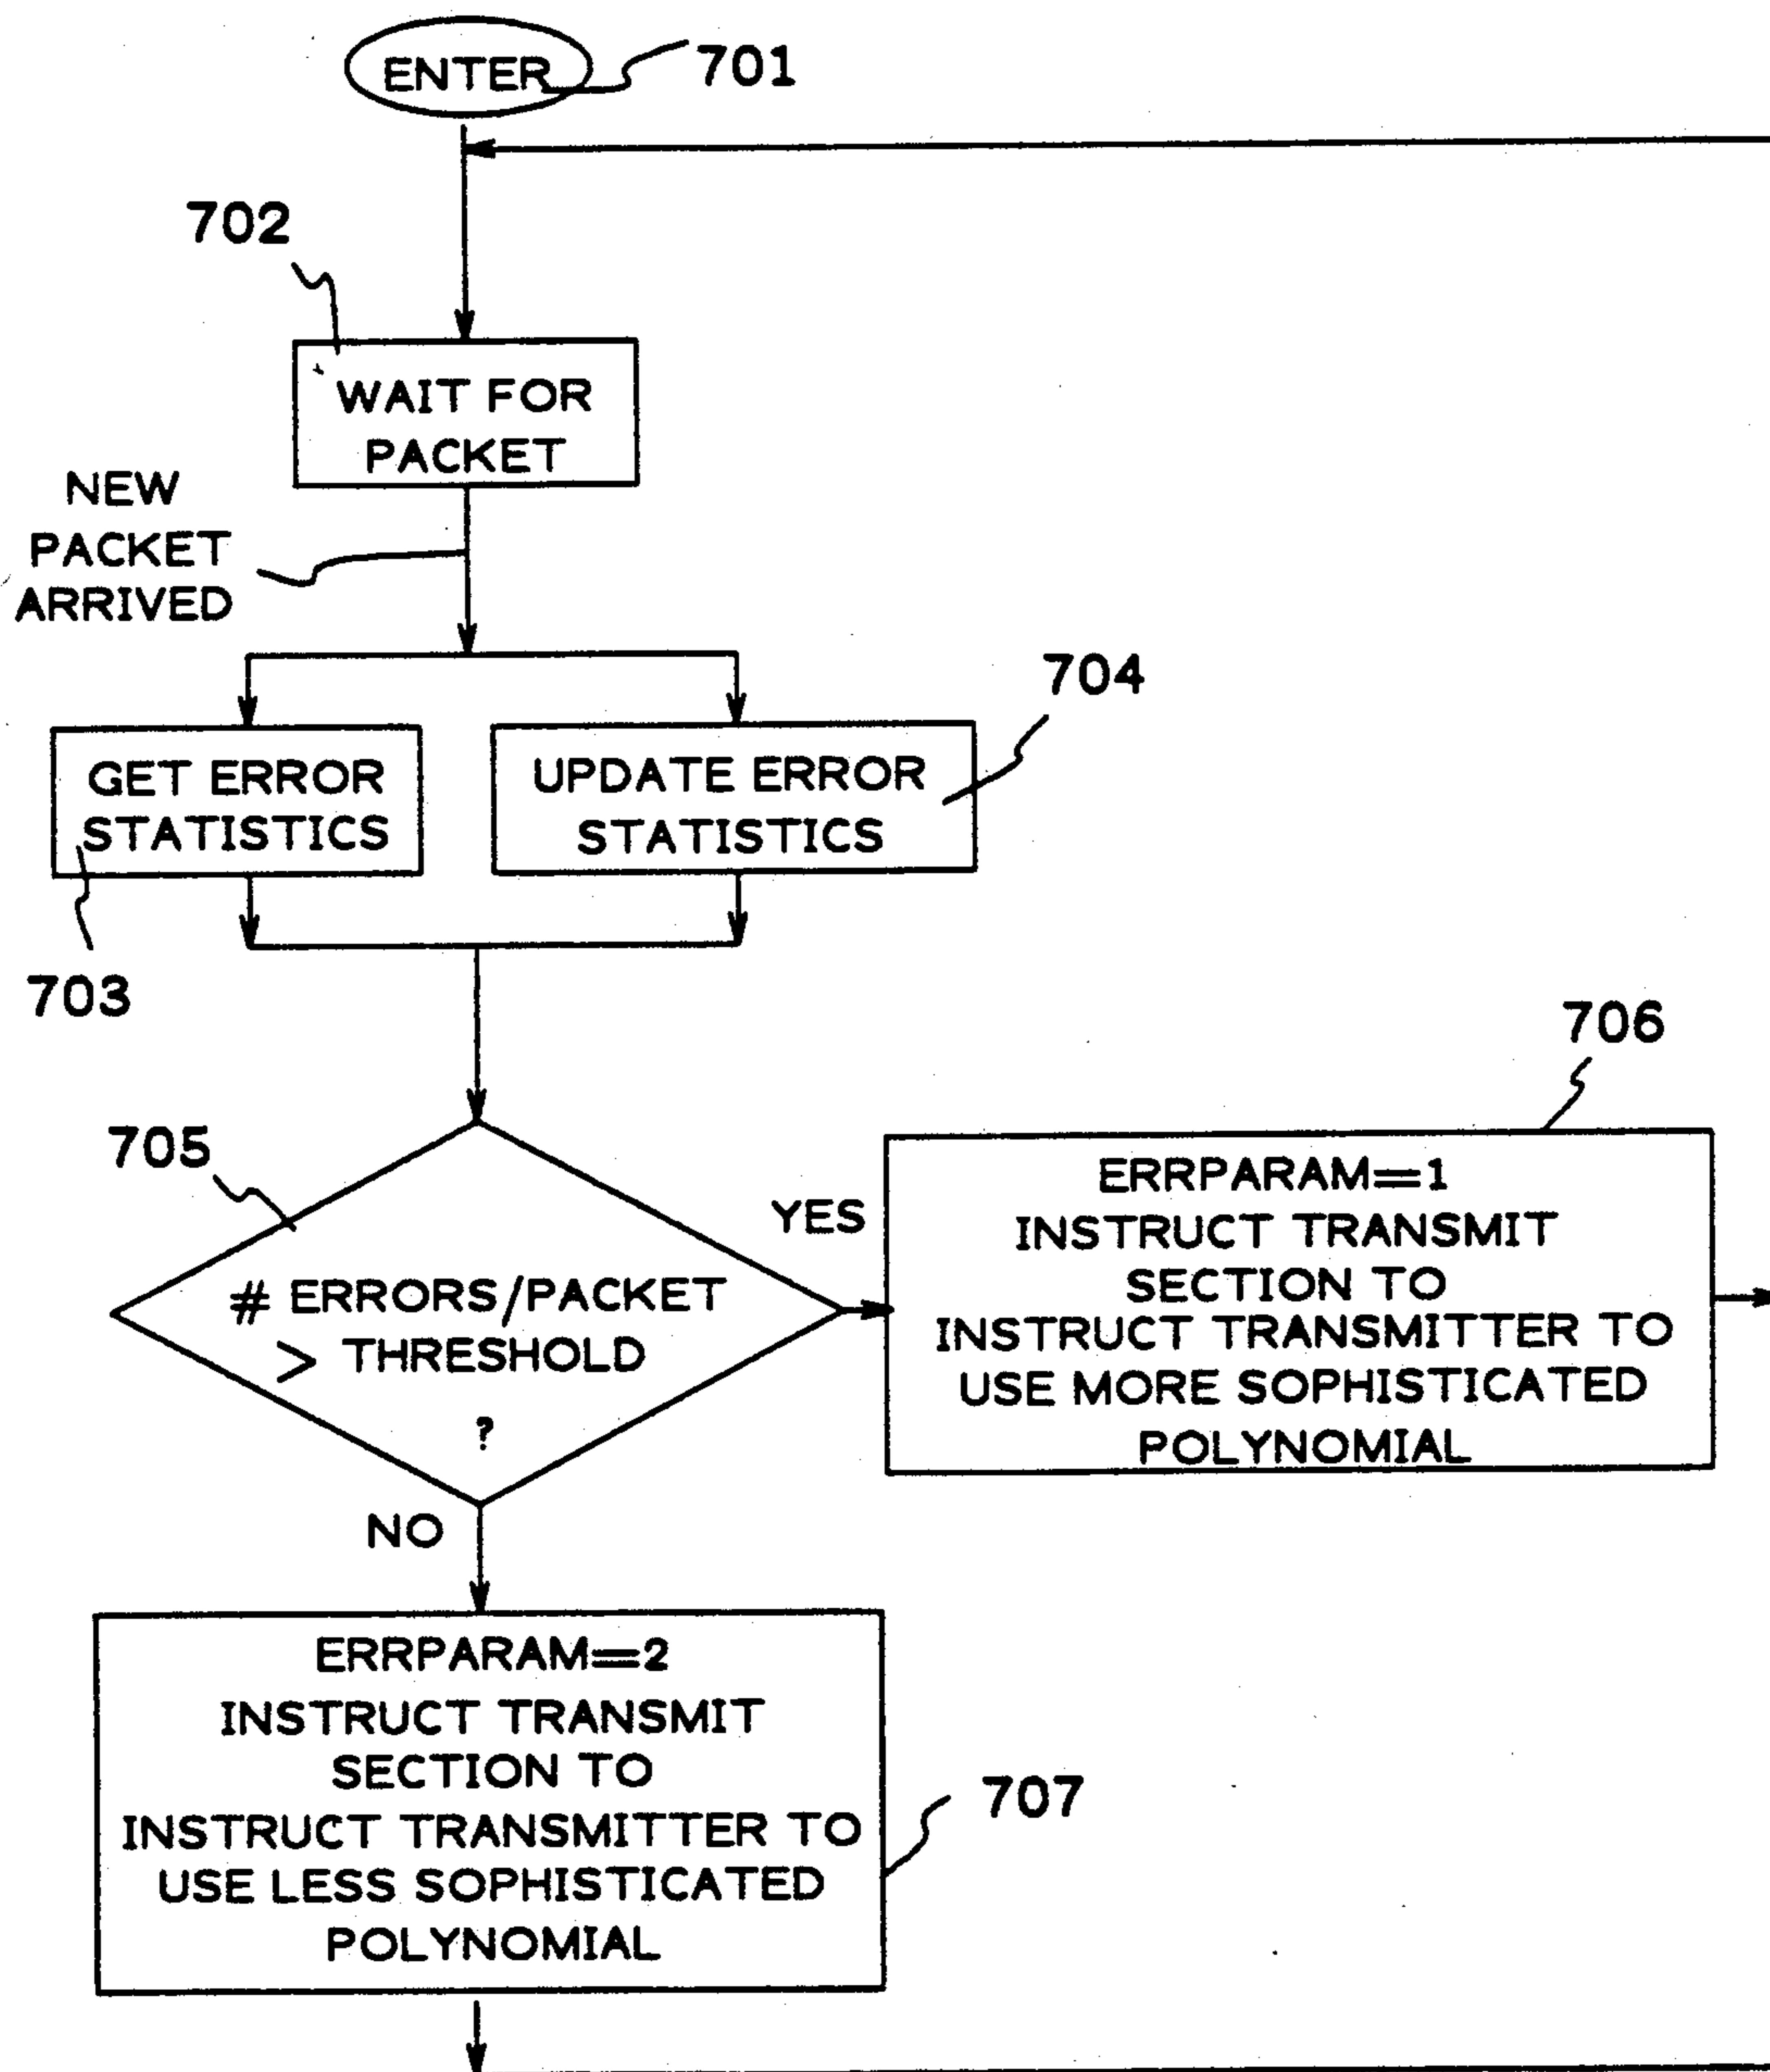 ENTER
701
702
WAIT FOR
PACKET
NEW
PACKET
ARRIVED
704
GET ERROR
STATISTICS
UPDATE ERROR
STATISTICS
703
706
705
YES
# ERRORS/PACKET
> THRESHOLD
?
ERRPARAM=1
INSTRUCT TRANSMIT
SECTION TO
INSTRUCT TRANSMITTER TO
USE MORE SOPHISTICATED
POLYNOMIAL
NO
ERRPARAM=2
INSTRUCT TRANSMIT
SECTION TO
INSTRUCT TRANSMITTER TO
USE LESS SOPHISTICATED
POLYNOMIAL
707